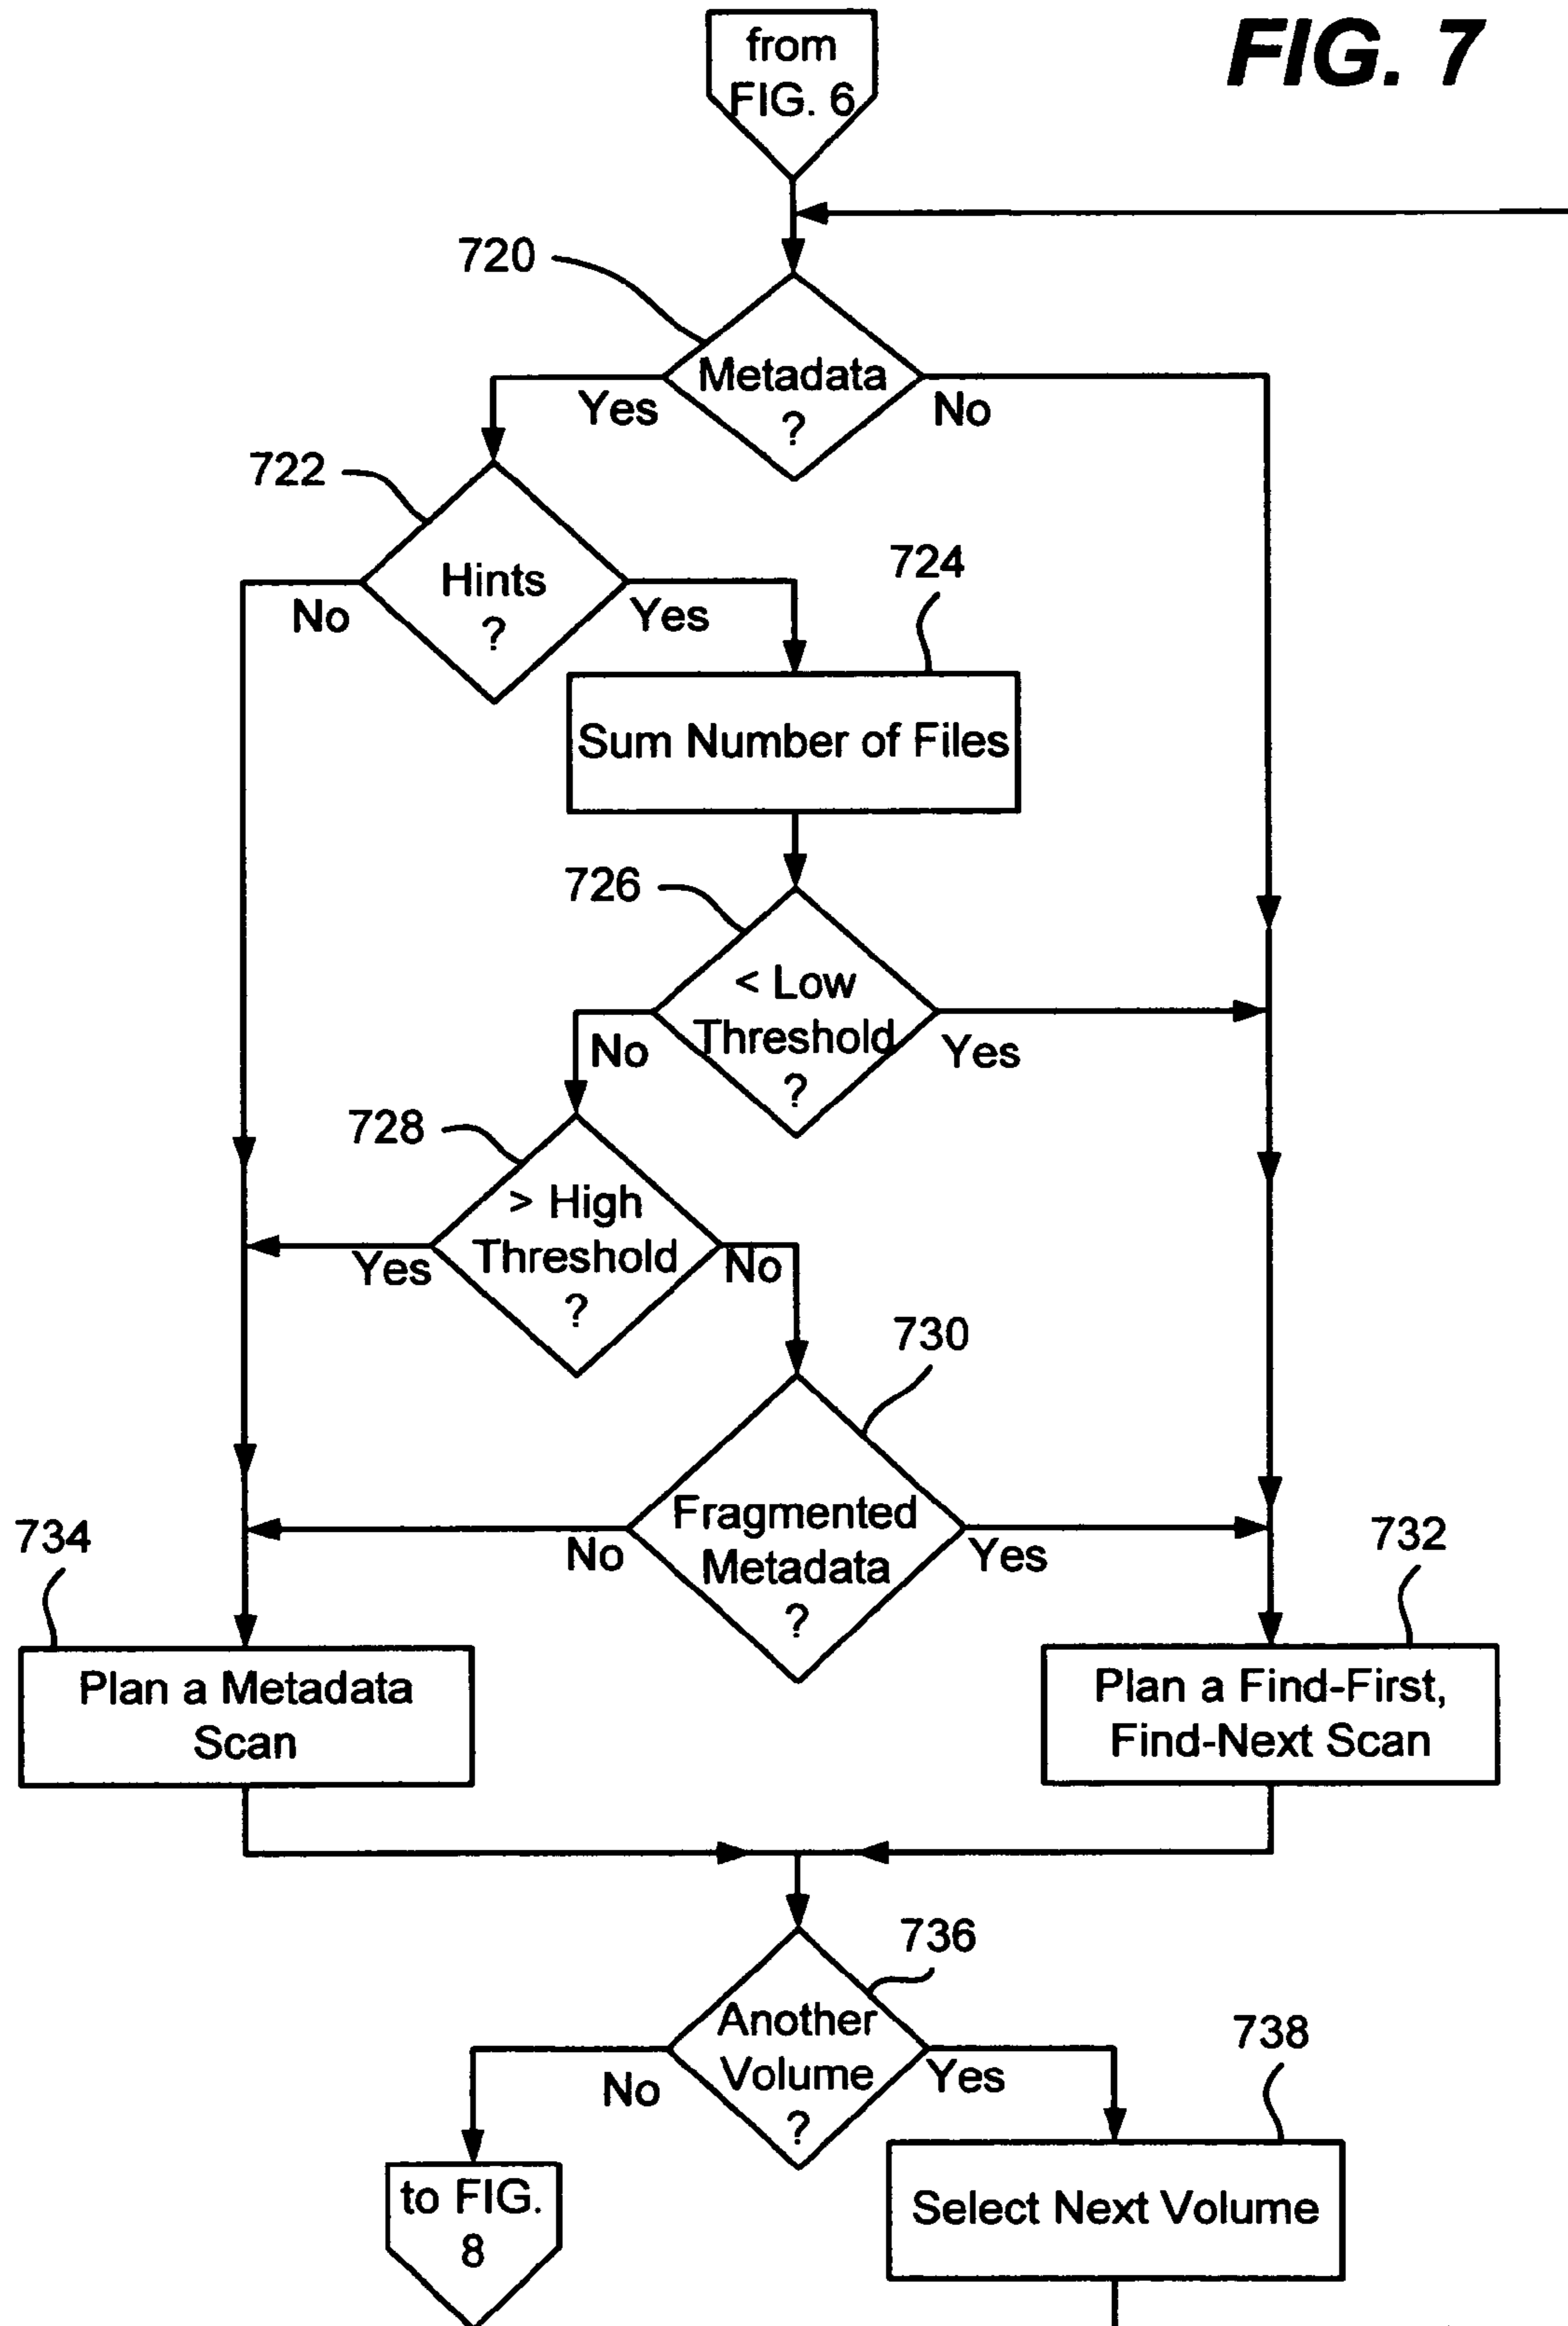 FIG. 7
from
FIG. 6
720
Metadata
?
Yes
No
722
Hints
?
No
Yes
724
Sum Number of Files
726
< Low
Threshold
?
No
Yes
728
> High
Threshold
?
Yes
No
730
Fragmented
Metadata
?
No
Yes
734
Plan a Metadata
Scan
732
Plan a Find-First,
Find-Next Scan
736
Another
Volume
?
No
Yes
738
Select Next Volume
to FIG.
8